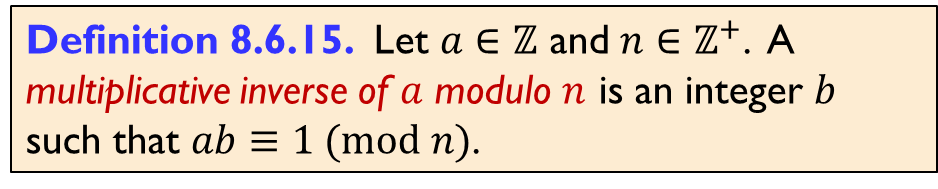 Definition 8.6.15. Let 𝑎 ∈ ℤ and 𝑛 ∈ ℤ⁺. A
multiplicative inverse of 𝑎 modulo 𝑛 is an integer 𝑏
such that 𝑎𝑏 ≡ 1 (mod 𝑛).